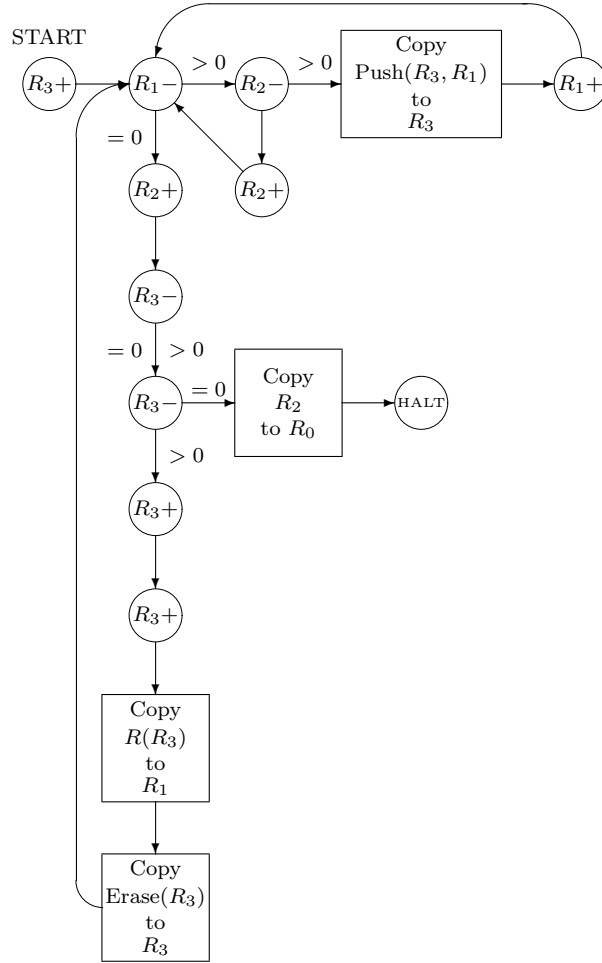 START
R₃+
R₁−
> 0
R₂−
> 0
Copy
Push(R₃, R₁)
to
R₃
R₁+
= 0
R₂+
R₂+
R₃−
= 0
> 0
R₃−
=0
Copy
R₂
to R₀
HALT
> 0
R₃+
R₃+
Copy
R(R₃)
to
R₁
Copy
Erase(R₃)
to
R₃